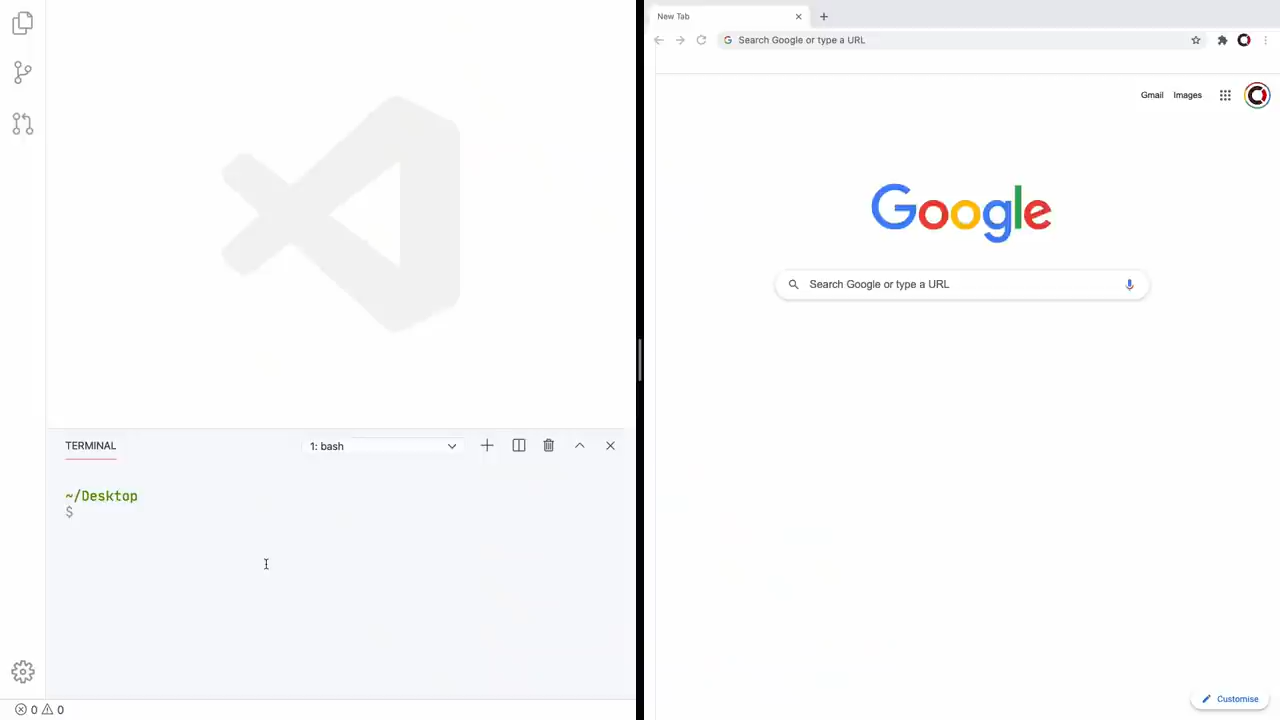 TERMINAL
1: bash
~/Desktop
$
0 0
New Tab
Search Google or type a URL
Gmail Images
Google
Search Google or type a URL
Customise